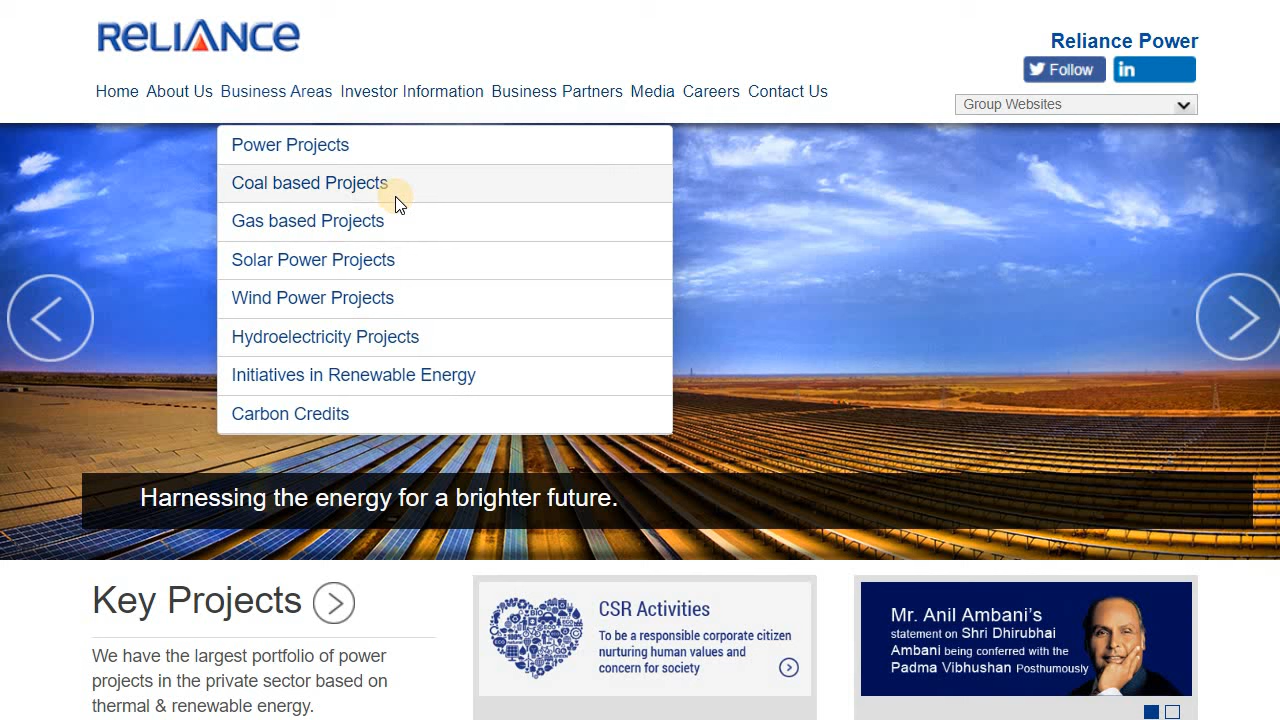 RELIANCE
Reliance Power
Follow
in
Home About Us Business Areas Investor Information Business Partners Media Careers Contact Us
Group Websites
Power Projects
Coal based Projects
Gas based Projects
Solar Power Projects
Wind Power Projects
Hydroelectricity Projects
Initiatives in Renewable Energy
Carbon Credits
Harnessing the energy for a brighter future.
Key Projects
We have the largest portfolio of power
projects in the private sector based on
thermal & renewable energy.
CSR Activities
To be a responsible corporate citizen
nurturing human values and
concern for society
Mr. Anil Ambani's
statement on Shri Dhirubhai
Ambani being conferred with the
Padma Vibhushan Posthumously